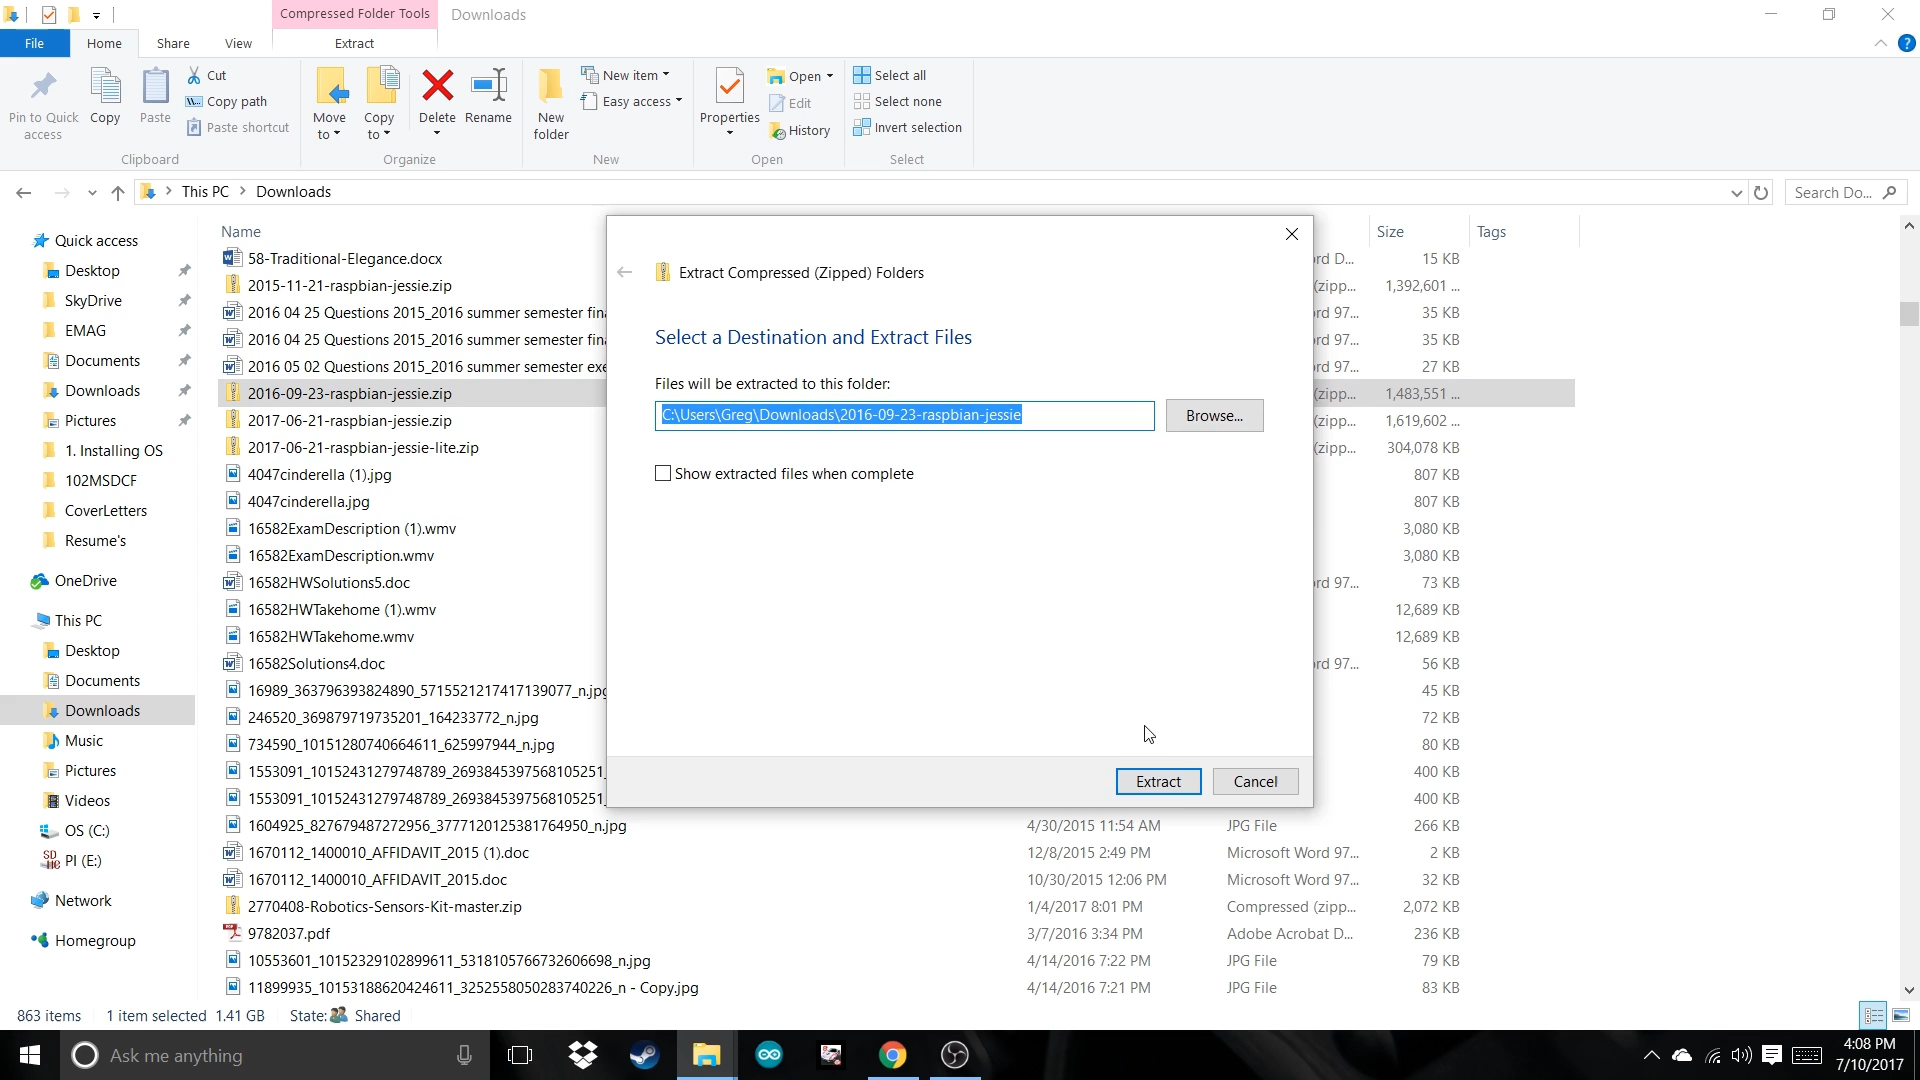 Compressed Folder Tools
Downloads
File
Home
Share
View
Extract
Pin to Quick access
Copy
Paste
Cut
Copy path
Paste shortcut
Clipboard
Move to
Copy to
Delete
Rename
Organize
New folder
New item
Easy access
New
Properties
Open
Edit
History
Open
Select all
Select none
Invert selection
Select
This PC
Downloads
Search Do...
Quick access
Desktop
SkyDrive
EMAG
Documents
Downloads
Pictures
1. Installing OS
102MSDCF
CoverLetters
Resume's
OneDrive
This PC
Desktop
Documents
Downloads
Music
Pictures
Videos
OS (C:)
PI (E:)
Network
Homegroup
Name
Size
Tags
58-Traditional-Elegance.docx rd D... 15 KB
2015-11-21-raspbian-jessie.zip (zipp... 1,392,601 ...
2016 04 25 Questions 2015_2016 summer semester fin rd 97... 35 KB
2016 04 25 Questions 2015_2016 summer semester fin rd 97... 35 KB
2016 05 02 Questions 2015_2016 summer semester exe rd 97... 27 KB
2016-09-23-raspbian-jessie.zip (zipp... 1,483,551 ...
2017-06-21-raspbian-jessie.zip (zipp... 1,619,602 ...
2017-06-21-raspbian-jessie-lite.zip (zipp... 304,078 KB
4047cinderella (1).jpg 807 KB
4047cinderella.jpg 807 KB
16582ExamDescription (1).wmv 3,080 KB
16582ExamDescription.wmv 3,080 KB
16582HWSolutions5.doc rd 97... 73 KB
16582HWTakehome (1).wmv 12,689 KB
16582HWTakehome.wmv 12,689 KB
16582Solutions4.doc rd 97... 56 KB
16989_363796393824890_5715521217417139077_n.jpg 45 KB
246520_369879719735201_164233772_n.jpg 72 KB
734590_10151280740664611_625997944_n.jpg 80 KB
1553091_10152431279748789_2693845397568105251_ 400 KB
1553091_10152431279748789_2693845397568105251_ 400 KB
1604925_827679487272956_3777120125381764950_n.jpg 4/30/2015 11:54 AM JPG File 266 KB
1670112_1400010_AFFIDAVIT_2015 (1).doc 12/8/2015 2:49 PM Microsoft Word 97... 2 KB
1670112_1400010_AFFIDAVIT_2015.doc 10/30/2015 12:06 PM Microsoft Word 97... 32 KB
2770408-Robotics-Sensors-Kit-master.zip 1/4/2017 8:01 PM Compressed (zipp... 2,072 KB
9782037.pdf 3/7/2016 3:34 PM Adobe Acrobat D... 236 KB
10553601_10152329102899611_5318105766732606698_n.jpg 4/14/2016 7:22 PM JPG File 79 KB
11899935_10153188620424611_3252558050283740226_n - Copy.jpg 4/14/2016 7:21 PM JPG File 83 KB
Extract Compressed (Zipped) Folders
Select a Destination and Extract Files
Files will be extracted to this folder:
C:\Users\Greg\Downloads\2016-09-23-raspbian-jessie
Browse...
Show extracted files when complete
Extract
Cancel
863 items 1 item selected 1.41 GB State: Shared
Ask me anything
4:08 PM
7/10/2017